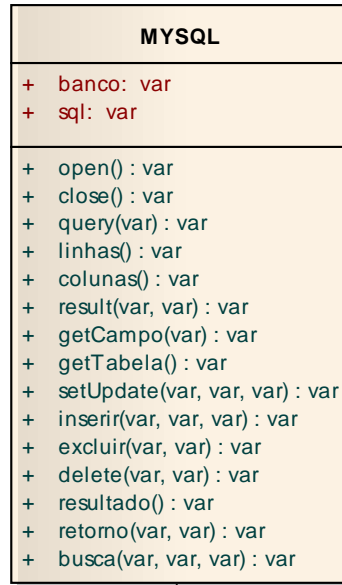 MYSQL
+ banco: var
+ sql: var
+ open() : var
+ close() : var
+ query(var) : var
+ linhas() : var
+ colunas() : var
+ result(var, var) : var
+ getCampo(var) : var
+ getTabela() : var
+ setUpdate(var, var, var) : var
+ inserir(var, var, var) : var
+ excluir(var, var) : var
+ delete(var, var) : var
+ resultado() : var
+ retorno(var, var) : var
+ busca(var, var, var) : var